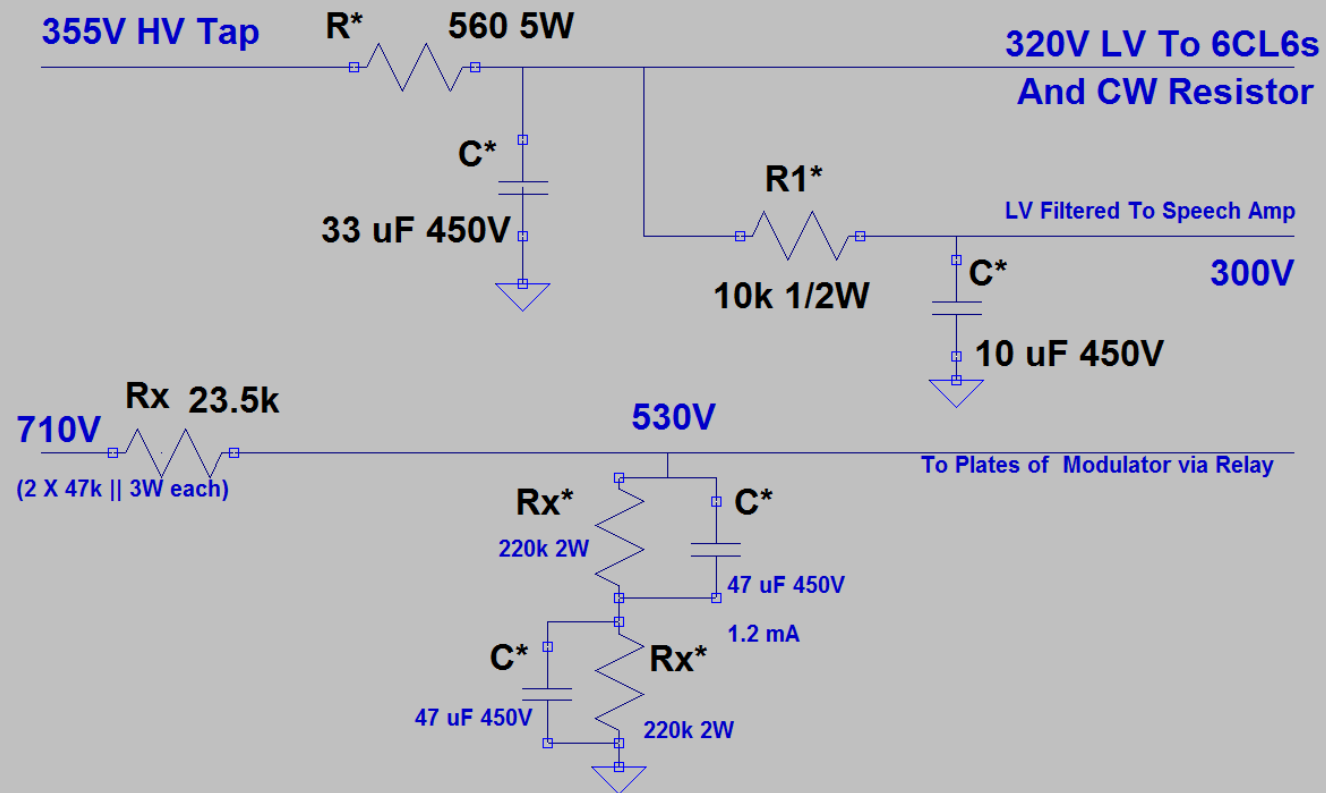 355V HV Tap
R*
560 5W
320V LV To 6CL6s
And CW Resistor
C*
33 uF 450V
R1*
10k 1/2W
LV Filtered To Speech Amp
300V
C*
10 uF 450V
Rx
23.5k
710V
(2 X 47k || 3W each)
530V
To Plates of Modulator via Relay
Rx*
220k 2W
C*
47 uF 450V
1.2 mA
C*
47 uF 450V
Rx*
220k 2W